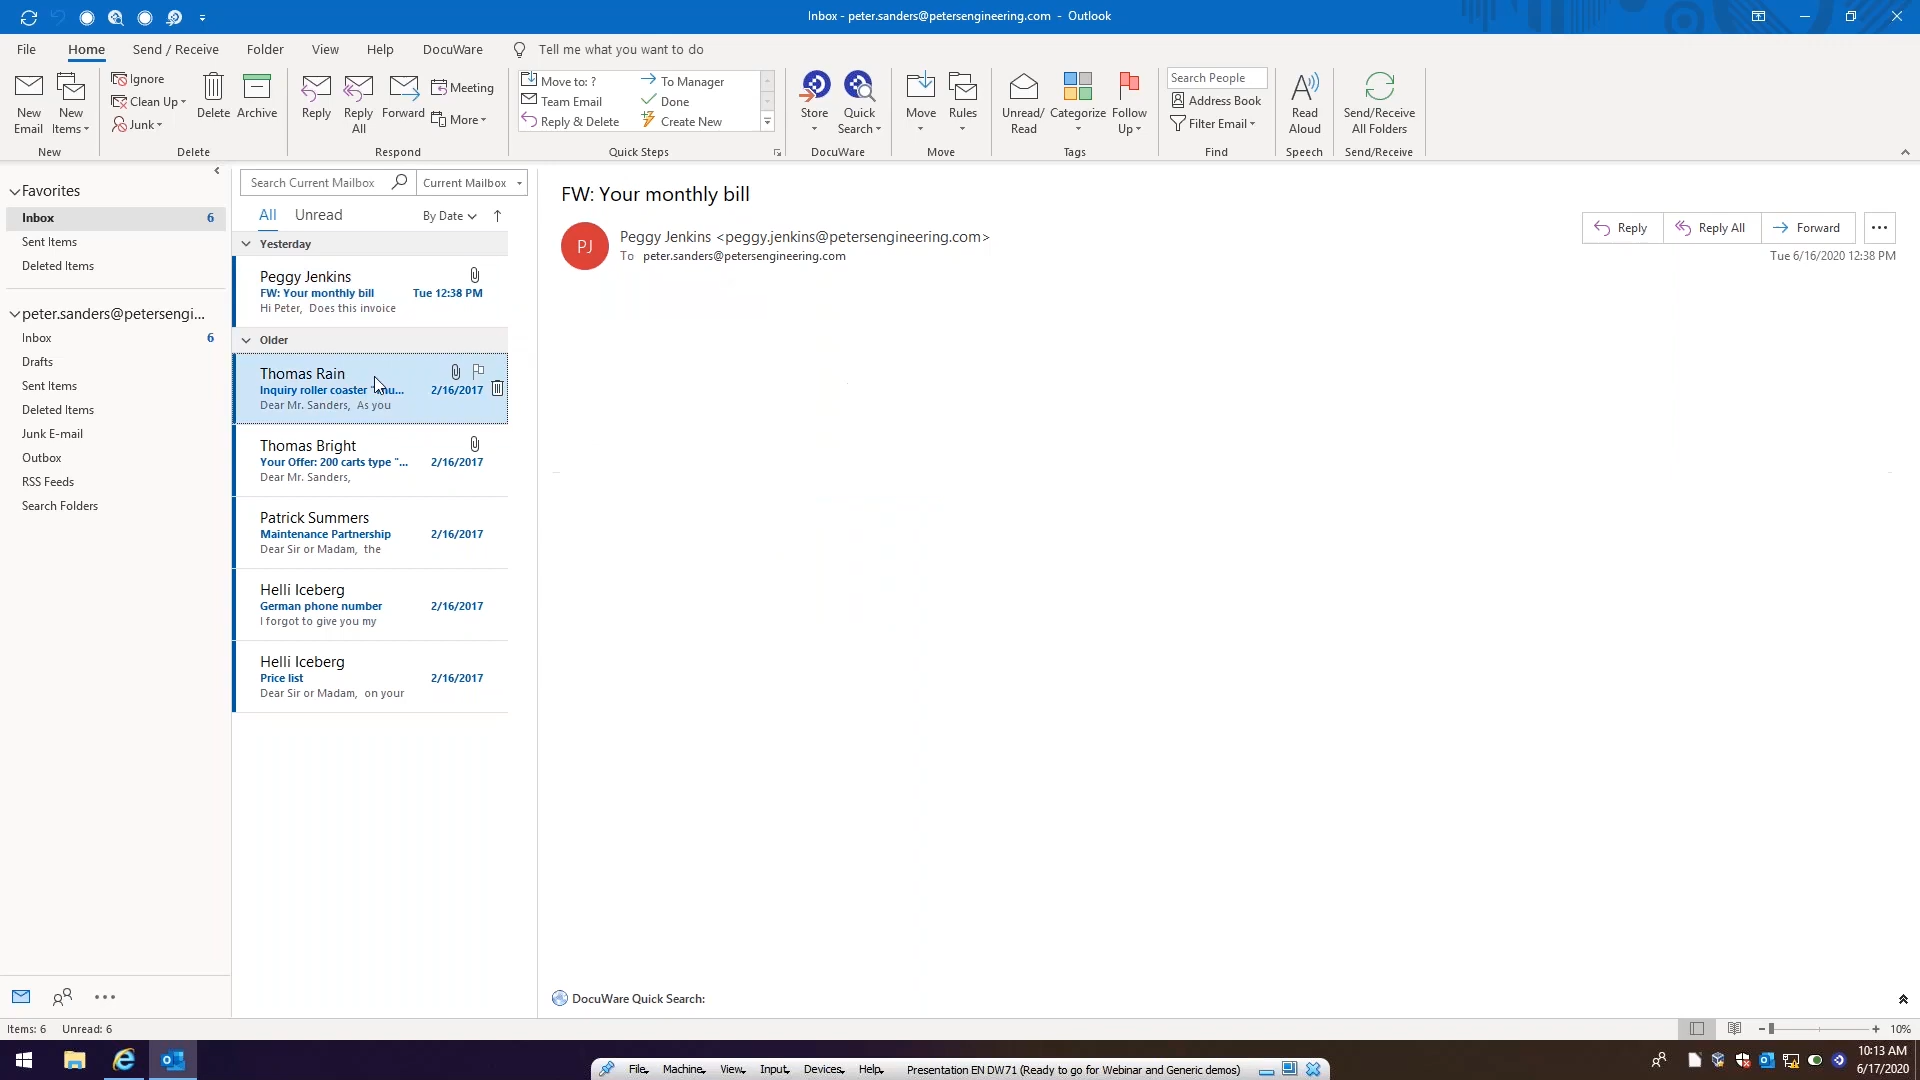 Inbox - peter.sanders@petersengineering.com - Outlook
File Home Send / Receive Folder View Help DocuWare Tell me what you want to do
New Email
New Items
New
Ignore
Clean Up
Junk
Delete
Archive
Delete
Reply
Reply All
Forward
Meeting
More
Respond
Move to: ?
Team Email
Reply & Delete
To Manager
Done
Create New
Quick Steps
Store
Quick Search
DocuWare
Move
Rules
Move
Unread/ Read
Categorize
Follow Up
Tags
Search People
Address Book
Filter Email
Find
Read Aloud
Speech
Send/Receive All Folders
Send/Receive
Favorites
Inbox 6
Sent Items
Deleted Items
peter.sanders@petersengi...
Inbox 6
Drafts
Sent Items
Deleted Items
Junk E-mail
Outbox
RSS Feeds
Search Folders
Search Current Mailbox
Current Mailbox
All Unread By Date
Yesterday
Peggy Jenkins
FW: Your monthly bill Tue 12:38 PM
Hi Peter, Does this invoice
Older
Thomas Rain
Inquiry roller coaster 2/16/2017
Dear Mr. Sanders, As you
Thomas Bright
Your Offer: 200 carts type "... 2/16/2017
Dear Mr. Sanders,
Patrick Summers
Maintenance Partnership 2/16/2017
Dear Sir or Madam, the
Helli Iceberg
German phone number 2/16/2017
I forgot to give you my
Helli Iceberg
Price list 2/16/2017
Dear Sir or Madam, on your
FW: Your monthly bill
PJ
Peggy Jenkins <peggy.jenkins@petersengineering.com>
To peter.sanders@petersengineering.com
Reply
Reply All
Forward
Tue 6/16/2020 12:38 PM
DocuWare Quick Search:
Items: 6 Unread: 6
10%
File Machine View Input Devices Help Presentation EN DW71 (Ready to go for Webinar and Generic demos)
10:13 AM
6/17/2020